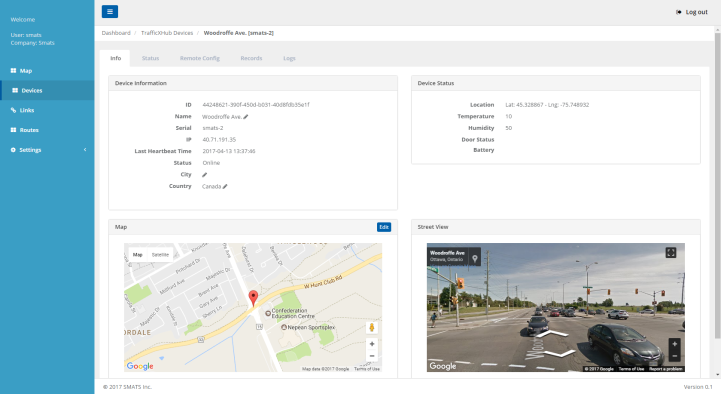 Welcome
Log out
User: smats
Company: Smats
Dashboard / TrafficXHub Devices / Woodroffe Ave. [smats-2]
Info Status Remote Config Records Logs
Map
Devices
Links
Routes
Settings
Device Information
ID 44248621-390f-450d-b031-40d8fdb35e1f
Name Woodroffe Ave.
Serial smats-2
IP 40.71.191.35
Last Heartbeat Time 2017-04-13 13:37:46
Status Online
City
Country Canada
Device Status
Location Lat: 45.328867 - Lng: -75.748932
Temperature 10
Humidity 50
Door Status
Battery
Map Edit
Map Satellite
W Hunt Club Rd
Confederation
Education Centre
Nepean Sportsplex
Google
Map data ©2017 Google Terms of Use
Street View
Woodroffe Ave
Ottawa, Ontario
Google
© 2017 Google Terms of Use Report a problem
© 2017 SMATS Inc.
Version 0.1